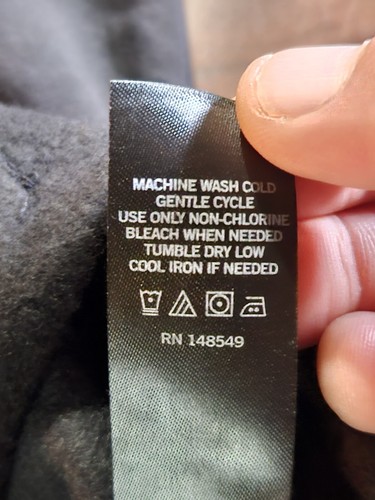 MACHINE WASH COLD
GENTLE CYCLE
USE ONLY NON-CHLORINE
BLEACH WHEN NEEDED
TUMBLE DRY LOW
COOL IRON IF NEEDED
RN 148549